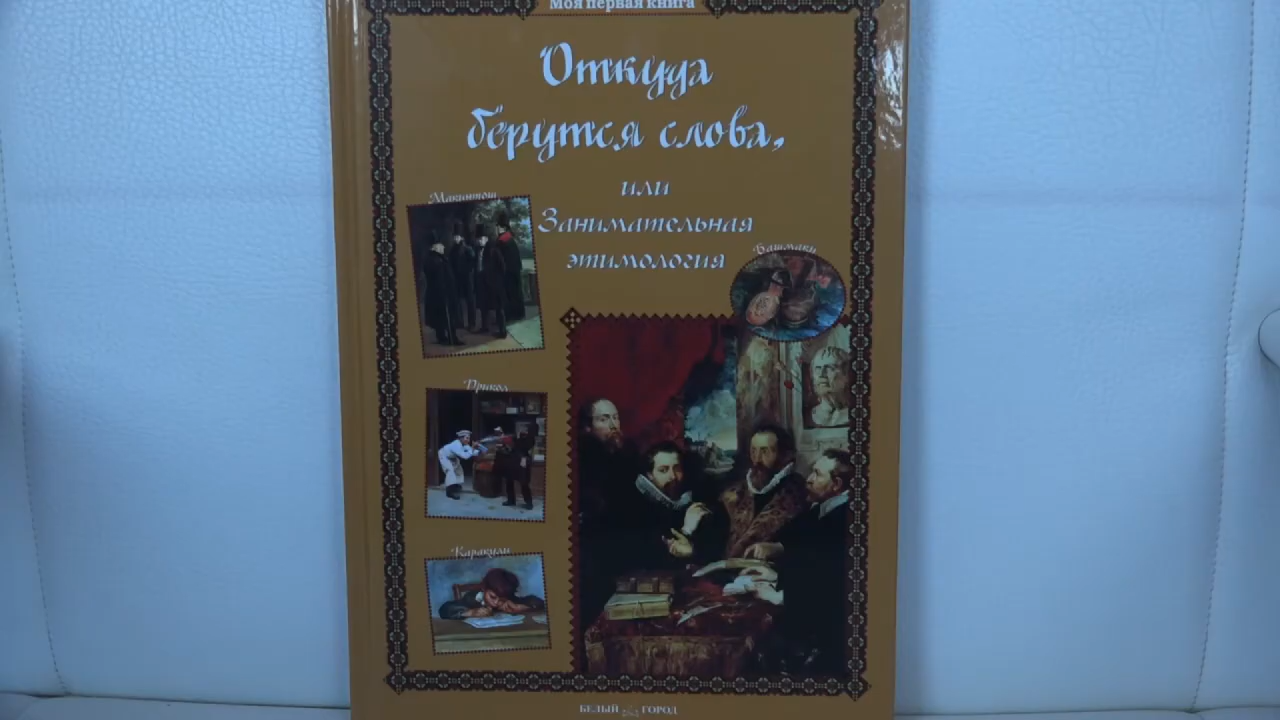 Моя первая книга
Откуда
берутся слова,
или
Занимательная
этимология
Макинтош
Башмаки
Прикол
Каракули
БЕЛЫЙ ГОРОД